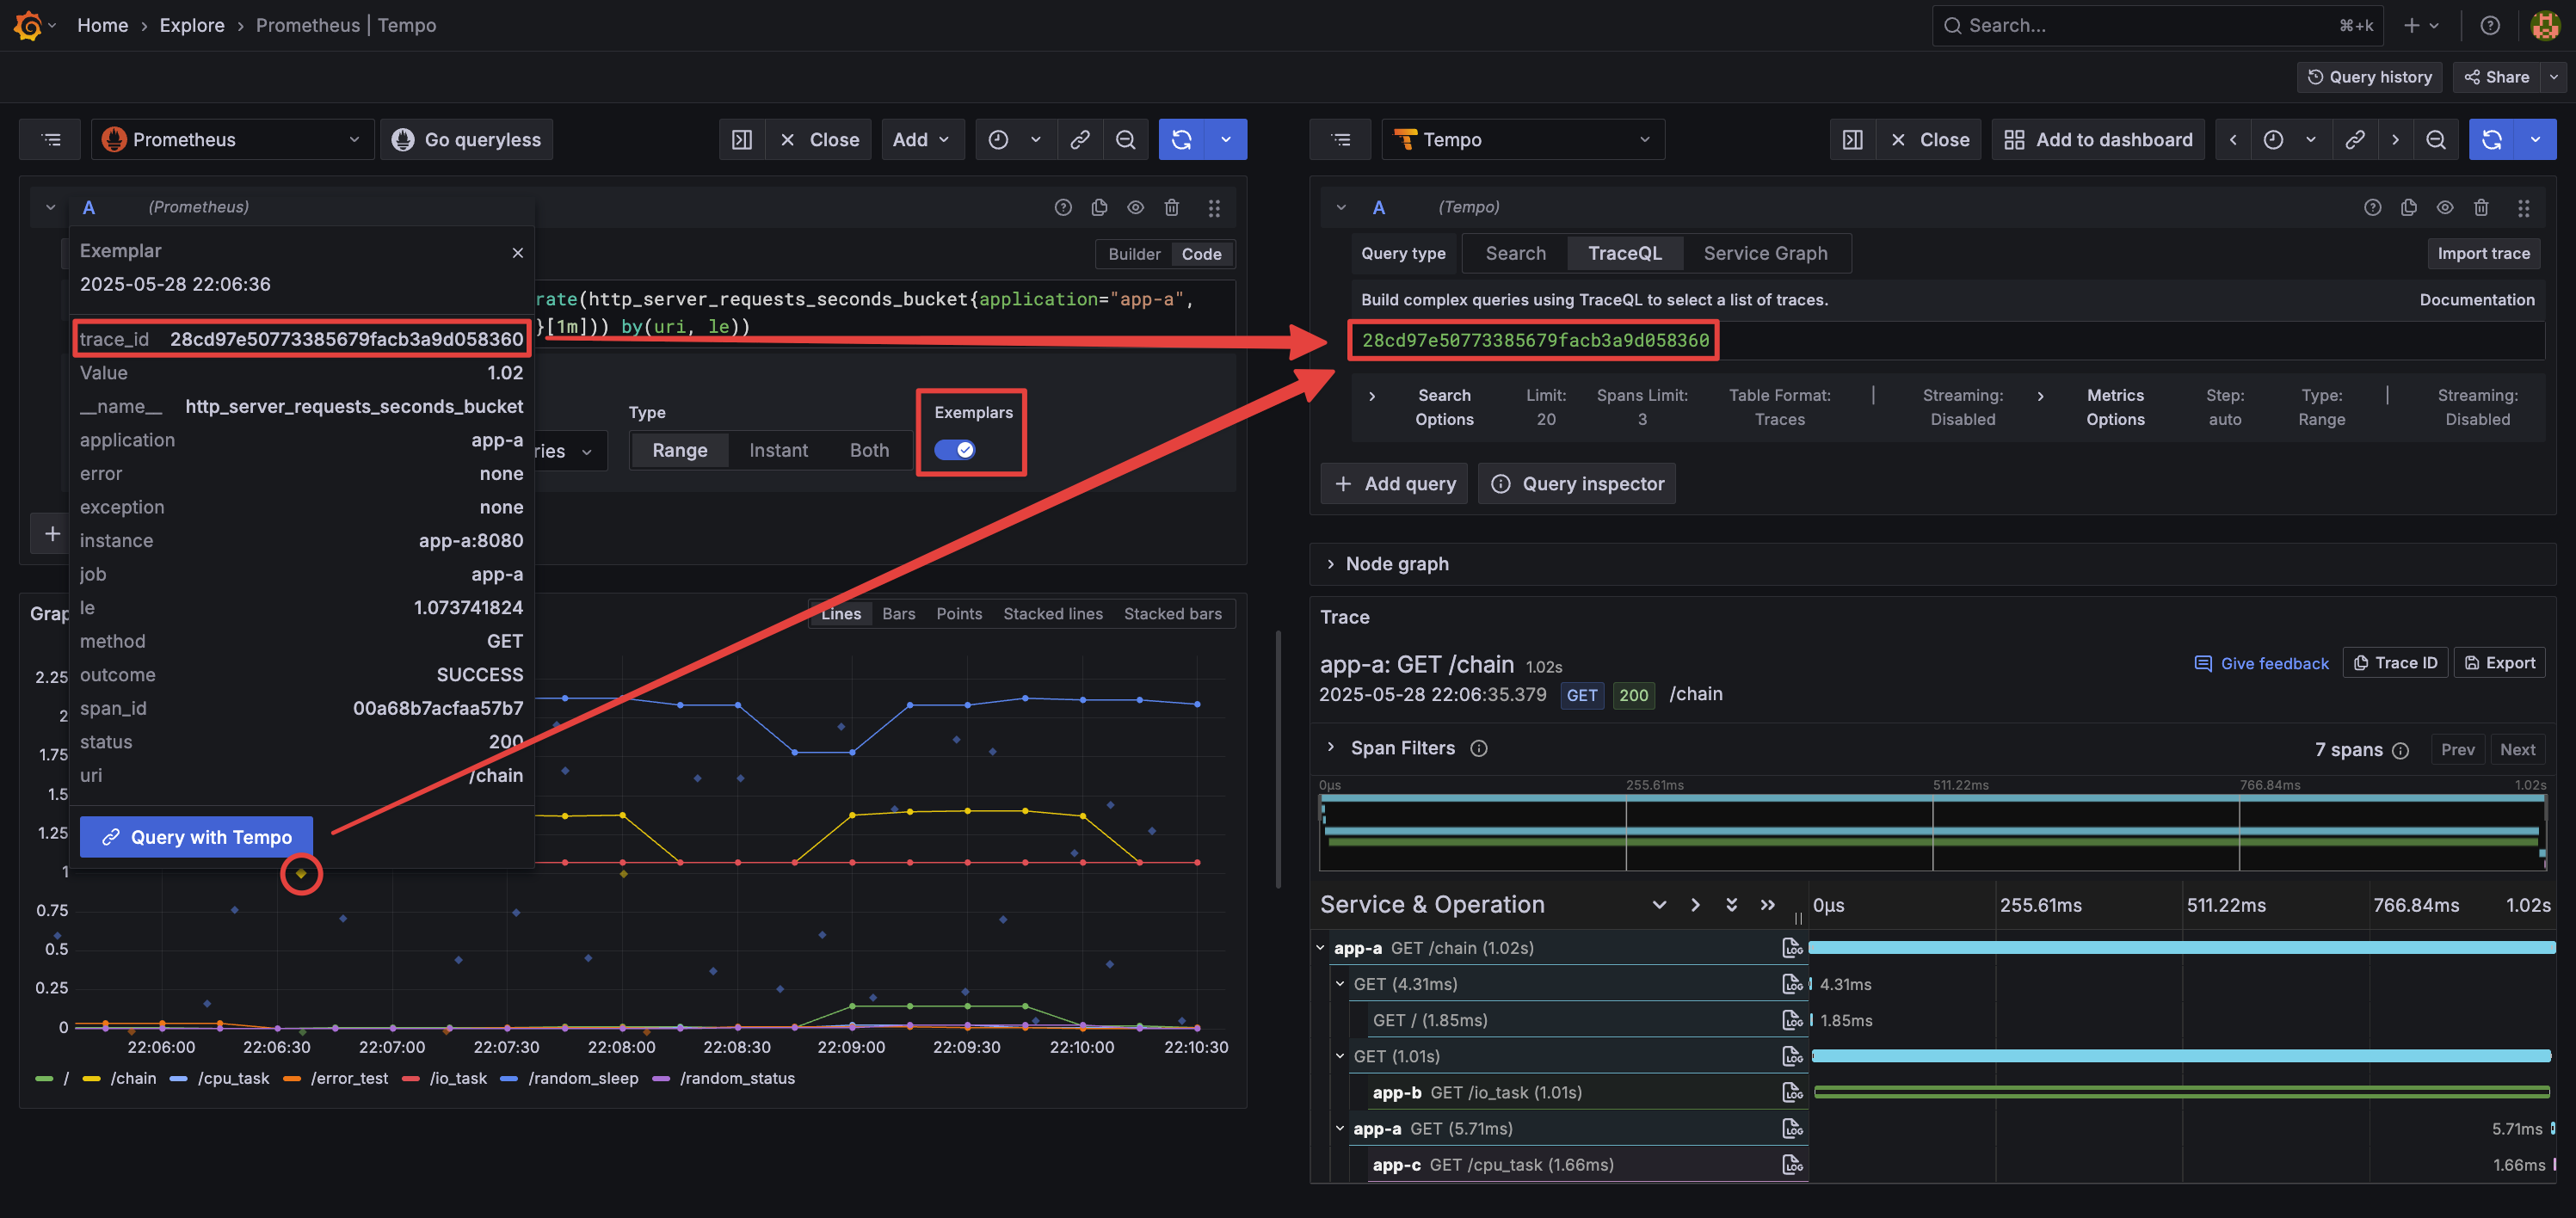 Home › Explore › Prometheus | Tempo
Search...
⌘+k
Query history
Share
Prometheus
Go queryless
Close
Add
A
(Prometheus)
Exemplar
2025-05-28 22:06:36
trace_id 28cd97e50773385679facb3a9d058360
Value 1.02
__name__ http_server_requests_seconds_bucket
application app-a
error none
exception none
instance app-a:8080
job app-a
le 1.073741824
method GET
outcome SUCCESS
span_id 00a68b7acfaa57b7
status 200
uri /chain
Query with Tempo
Builder Code
rate(http_server_requests_seconds_bucket{application="app-a",
}[1m])) by(uri, le))
Type
Exemplars
ries
Range Instant Both
Grap
Lines Bars Points Stacked lines Stacked bars
2.25
2
1.75
1.5
1.25
1
0.75
0.5
0.25
0
22:06:00 22:06:30 22:07:00 22:07:30 22:08:00 22:08:30 22:09:00 22:09:30 22:10:00 22:10:30
/ /chain /cpu_task /error_test /io_task /random_sleep /random_status
Tempo
Close
Add to dashboard
A
(Tempo)
Query type Search TraceQL Service Graph
Import trace
Build complex queries using TraceQL to select a list of traces.
Documentation
28cd97e50773385679facb3a9d058360
Search Limit: Spans Limit: Table Format: | Streaming: Metrics Step: Type: | Streaming:
Options 20 3 Traces Disabled Options auto Range Disabled
+ Add query
Query inspector
Node graph
Trace
app-a: GET /chain 1.02s
Give feedback
Trace ID
Export
2025-05-28 22:06:35.379 GET 200 /chain
Span Filters
7 spans
Prev Next
0μs 255.61ms 511.22ms 766.84ms 1.02s
Service & Operation
0μs 255.61ms 511.22ms 766.84ms 1.02s
app-a GET /chain (1.02s) LOG
GET (4.31ms) LOG 4.31ms
GET / (1.85ms) LOG 1.85ms
GET (1.01s) LOG
app-b GET /io_task (1.01s) LOG
app-a GET (5.71ms) LOG 5.71ms
app-c GET /cpu_task (1.66ms) LOG 1.66ms